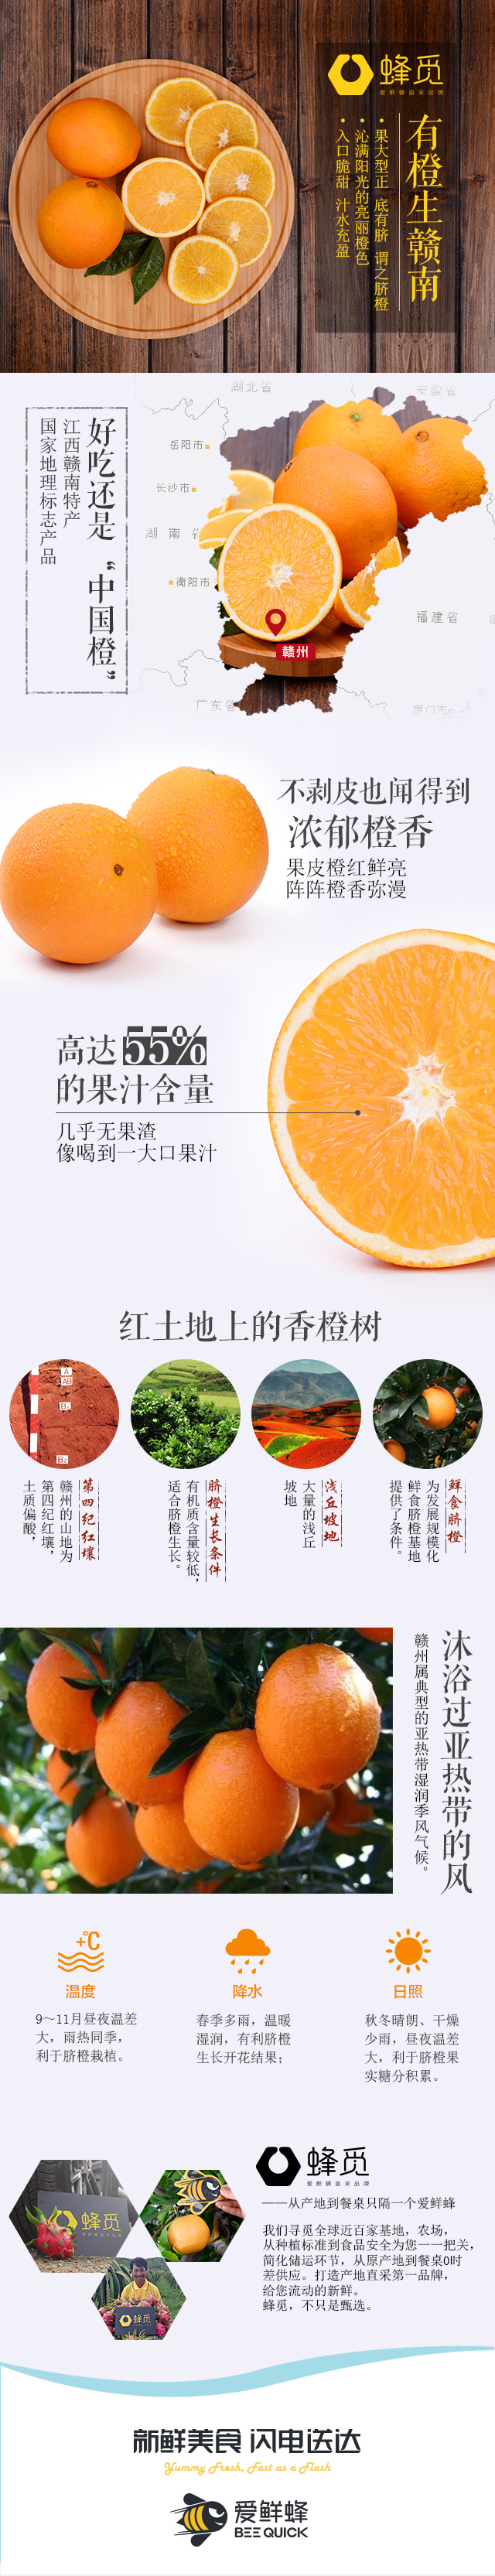 蜂觅
爱鲜蜂直采品牌
有橙生赣南
·果大型正 底有脐 谓之脐橙
·沁满阳光的亮丽橙色
·入口脆甜 汁水充盈
湖北省
安徽省
岳阳市
长沙市
湖南省
衡阳市
福建省
赣州
广东省
厦门市
好吃还是“中国橙”
江西赣南特产
国家地理标志产品
不剥皮也闻得到
浓郁橙香
果皮橙红鲜亮
阵阵橙香弥漫
高达55%
的果汁含量
几乎无果渣
像喝到一大口果汁
红土地上的香橙树
A
AB
B₁
B₂
第四纪红壤
赣州的山地为
第四纪红壤，
土质偏酸，
脐橙生长条件
有机质含量较低，
适合脐橙生长。
浅丘坡地
大量的浅丘
坡地
鲜食脐橙
为发展规模化
鲜食脐橙基地
提供了条件。
沐浴过亚热带的风
赣州属典型的亚热带湿润季风气候。
+℃
温度
9～11月昼夜温差
大，雨热同季，
利于脐橙栽植。
降水
春季多雨，温暖
湿润，有利脐橙
生长开花结果；
日照
秋冬晴朗、干燥
少雨，昼夜温差
大，利于脐橙果
实糖分积累。
蜂觅
蜂觅
蜂觅
爱鲜蜂直采品牌
——从产地到餐桌只隔一个爱鲜蜂
我们寻觅全球近百家基地，农场，
从种植标准到食品安全为您一一把关，
简化储运环节，从原产地到餐桌0时
差供应。打造产地直采第一品牌，
给您流动的新鲜。
蜂觅，不只是甄选。
新鲜美食 闪电送达
Yummy Fresh, Fast as a Flash
爱鲜蜂
BEE QUICK